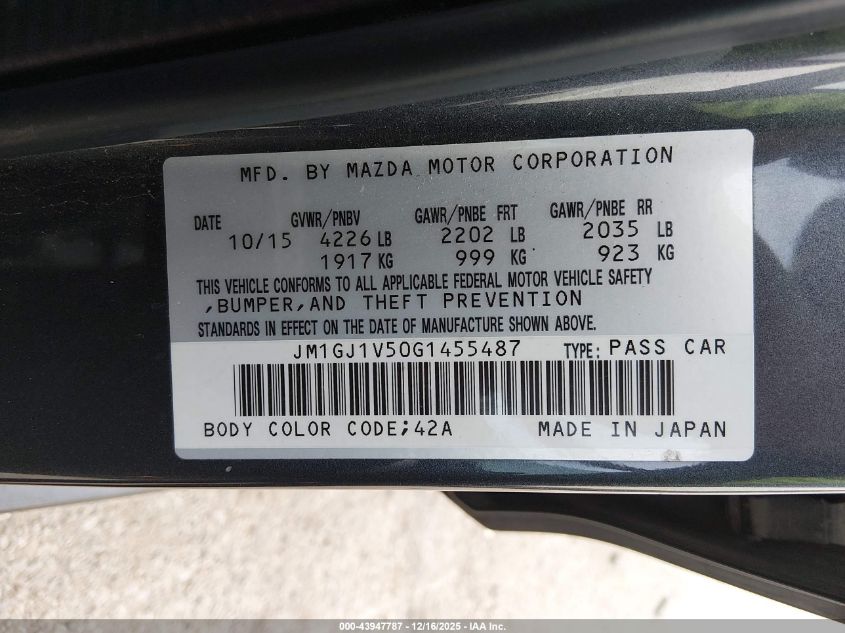 MFD. BY MAZDA MOTOR CORPORATION
DATE GVWR/PNBV GAWR/PNBE FRT GAWR/PNBE RR
10/15 4226 LB 2202 LB 2035 LB
1917 KG 999 KG 923 KG
THIS VEHICLE CONFORMS TO ALL APPLICABLE FEDERAL MOTOR VEHICLE SAFETY
,BUMPER,AND THEFT PREVENTION
STANDARDS IN EFFECT ON THE DATE OF MANUFACTURE SHOWN ABOVE.
JM1GJ1V50G1455487 TYPE: PASS CAR
BODY COLOR CODE;42A MADE IN JAPAN
000-43947787 - 12/16/2025 - IAA Inc.